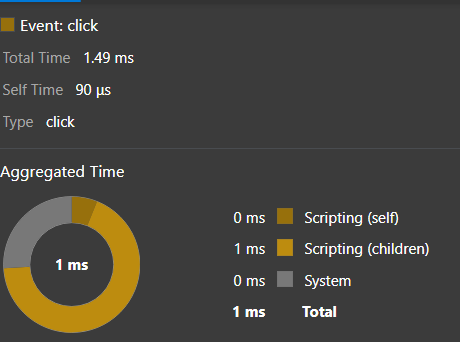 Event: click
Total Time 1.49 ms
Self Time 90 μs
Type click
Aggregated Time
1 ms
0 ms Scripting (self)
1 ms Scripting (children)
0 ms System
1 ms Total